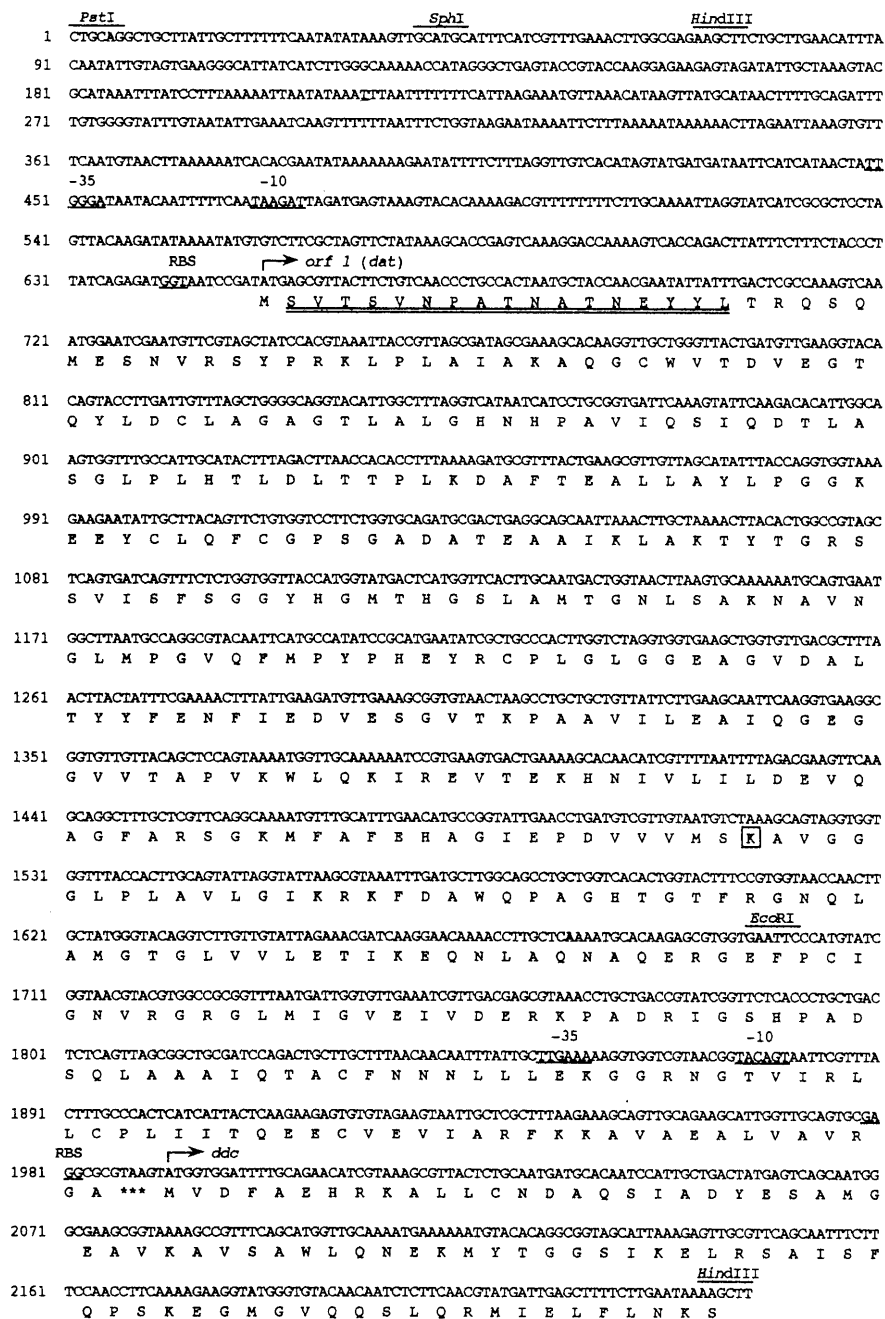 PstI SphI HindIII
1 CTGCAGGCTGCTTATTGCTTTTTTCAATATATAAAGTTGCATGCATTTCATCGTTTGAAACTTGGCGAGAAGCTTCTGCTTGAACATTTA
91 CAATATTGTAGTGAAGGGCATTATCATCTTGGGCAAAAACCATAGGGCTGAGTACCGTACCAAGGAGAAGAGTAGATATTGCTAAAGTAC
181 GCATAAATTTATCCTTTAAAAATTAATATAAATTTAATTTTTTTCATTAAGAAATGTTAAACATAAGTTATGCATAACTTTTGCAGATTT
271 TGTGGGGTATTTGTAATATTGAAATCAAGTTTTTTAATTTCTGGTAAGAATAAAATTCTTTAAAAATAAAAAACTTAGAATTAAAGTGTT
361 TCAATGTAACTTAAAAAATCACACGAATATAAAAAAAGAATATTTTCTTTAGGTTGTCACATAGTATGATGATAATTCATCATAACTATT
-35 -10
451 GGGATAATACAATTTTTCAATAAGATTAGATGAGTAAAGTACACAAAAGACGTTTTTTTTTCTTGCAAAATTAGGTATCATCGCGCTCCTA
541 GTTACAAGATATAAAATATGTGTCTTCGCTAGTTCTATAAAGCACCGAGTCAAAGGACCAAAAGTCACCAGACTTATTTCTTCTACCCT
RBS orf 1 (dat)
631 TATCAGAGATGGTAATCCGATATGAGCGTTACTTCTGTCAACCCTGCCACTAATGCTACCAACGAATATTATTTGACTCGCCAAAGTCAA
M S V T S V N P A T N A T N E Y Y L T R Q S Q
721 ATGGAATCGAATGTTCGTAGCTATCCACGTAAATTACCGTTAGCGATAGCGAAAGCACAAGGTTGCTGGGTTACTGATGTTGAAGGTACA
M E S N V R S Y P R K L P L A I A K A Q G C W V T D V E G T
811 CAGTACCTTGATTGTTTAGCTGGGGCAGGTACATTGGCTTTAGGTCATAATCATCCTGCGGTGATTCAAAGTATTCAAGACACATTGGCA
Q Y L D C L A G A G T L A L G H N H P A V I Q S I Q D T L A
901 AGTGGTTTGCCATTGCATACTTTAGACTTAACCACACCTTTAAAAGATGCGTTTACTGAAGCGTTGTTAGCATATTTACCAGGTGGTAAA
S G L P L H T L D L T T P L K D A F T E A L L A Y L P G G K
991 GAAGAATATTGCTTACAGTTCTGTGGTCCTTCTGGTGCAGATGCGACTGAGGCAGCAATTAAACTTGCTAAAACTTACACTGGCCGTAGC
E E Y C L Q F C G P S G A D A T E A A I K L A K T Y T G R S
1081 TCAGTGATCAGTTTCTCTGGTGGTTACCATGGTATGACTCATGGTTCACTTGCAATGACTGGTAACTTAAGTGCAAAAAATGCAGTGAAT
S V I S F S G G Y H G M T H G S L A M T G N L S A K N A V N
1171 GGCTTAATGCCAGGCGTACAATTCATGCCATATCCGCATGAATATCGCTGCCCACTTGGTCTAGGTGGTGAAGCTGGTGTTGACGCTTTA
G L M P G V Q F M P Y P H E Y R C P L G L G G E A G V D A L
1261 ACTTACTATTTCGAAAACTTTATTGAAGATGTTGAAAGCGGTGTAACTAAGCCTGCTGCTGTTATTCTTGAAGCAATTCAAGGTGAAGGC
T Y Y F E N F I E D V E S G V T K P A A V I L E A I Q G E G
1351 GGTGTTGTTACAGCTCCAGTAAAATGGTTGCAAAAAATCCGTGAAGTGACTGAAAAGCACAACATCGTTTTAATTTTAGACGAAGTTCAA
G V V T A P V K W L Q K I R E V T E K H N I V L I L D E V Q
1441 GCAGGCTTTGCTCGTTCAGGCAAAATGTTTGCATTTGAACATGCCGGTATTGAACCTGATGTCGTTGTAATGTCTAAAGCAGTAGGTGGT
A G F A R S G K M F A F E H A G I E P D V V V M S K A V G G
1531 GGTTTACCACTTGCAGTATTAGGTATTAAGCGTAAATTTGATGCTTGGCAGCCTGCTGGTCACACTGGTACTTTCCGTGGTAACCAACTT
G L P L A V L G I K R K F D A W Q P A G H T G T F R G N Q L
EcoRI
1621 GCTATGGGTACAGGTCTTGTTGTATTAGAAACGATCAAGGAACAAAACCTTGCTCAAAATGCACAAGAGCGTGGTGAATTCCCATGTATC
A M G T G L V V L E T I K E Q N L A Q N A Q E R G E F P C I
1711 GGTAACGTACGTGGCCGCGGTTTAATGATTGGTGTTGAAATCGTTGACGAGCGTAAACCTGCTGACCGTATCGGTTCTCACCCTGCTGAC
G N V R G R G L M I G V E I V D E R K P A D R I G S H P A D
-35 -10
1801 TCTCAGTTAGCGGCTGCGATCCAGACTGCTTGCTTTAACAACAATTTATTGCTTGAAAAAGGTGGTCGTAACGGTACAGTAATTCGTTTA
S Q L A A A I Q T A C F N N N L L L E K G G R N G T V I R L
1891 CTTTGCCCACTCATCATTACTCAAGAAGAGTGTGTAGAAGTAATTGCTCGCTTTAAGAAAGCAGTTGCAGAAGCATTGGTTGCAGTGCGA
L C P L I I T Q E E C V E V I A R F K K A V A E A L V A V R
RBS ddc
1981 GGCGCGTAAGTATGGTGGATTTTGCAGAACATCGTAAAGCGTTACTCTGCAATGATGCACAATCCATTGCTGACTATGAGTCAGCAATGG
G A *** M V D F A E H R K A L L C N D A Q S I A D Y E S A M G
2071 GCGAAGCGGTAAAAGCCGTTTCAGCATGGTTGCAAAATGAAAAAATGTACACAGGCGGTAGCATTAAAGAGTTGCGTTCAGCAATTTCTT
E A V K A V S A W L Q N E K M Y T G G S I K E L R S A I S F
HindIII
2161 TCCAACCTTCAAAAGAAGGTATGGGTGTACAACAATCTCTTCAACGTATGATTGAGCTTTTCTTGAATAAAAGCTT
Q P S K E G M G V Q Q S L Q R M I E L F L N K S